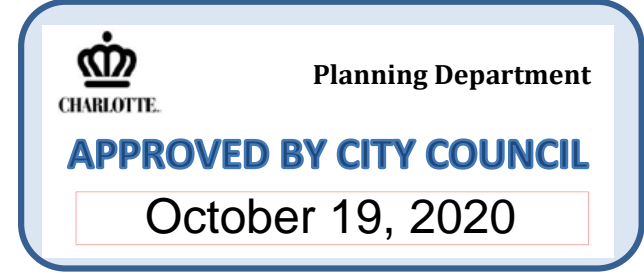 Planning Department
CHARLOTTE.
APPROVED BY CITY COUNCIL
October 19, 2020